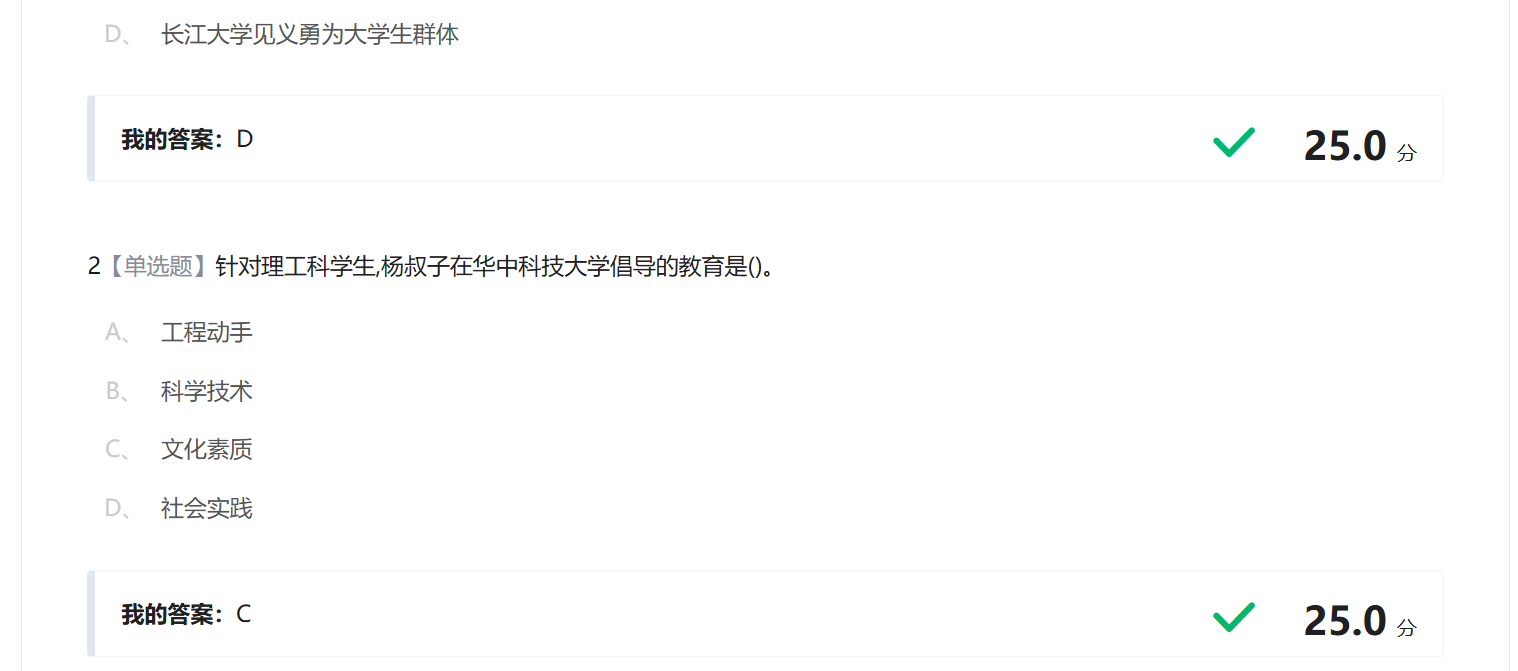 D、 长江大学见义勇为大学生群体
我的答案：D 25.0 分
2【单选题】针对理工科学生,杨叔子在华中科技大学倡导的教育是()。
A、 工程动手
B、 科学技术
C、 文化素质
D、 社会实践
我的答案：C 25.0 分